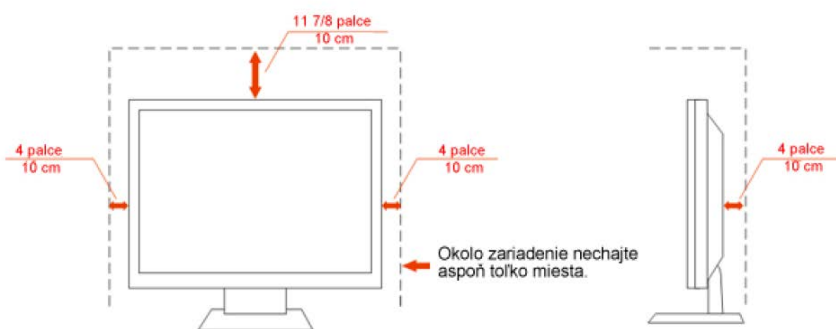 11 7/8 palce
10 cm
4 palce
10 cm
4 palce
10 cm
4 palce
10 cm
Okolo zariadenie nechajte
aspoň toľko miesta.